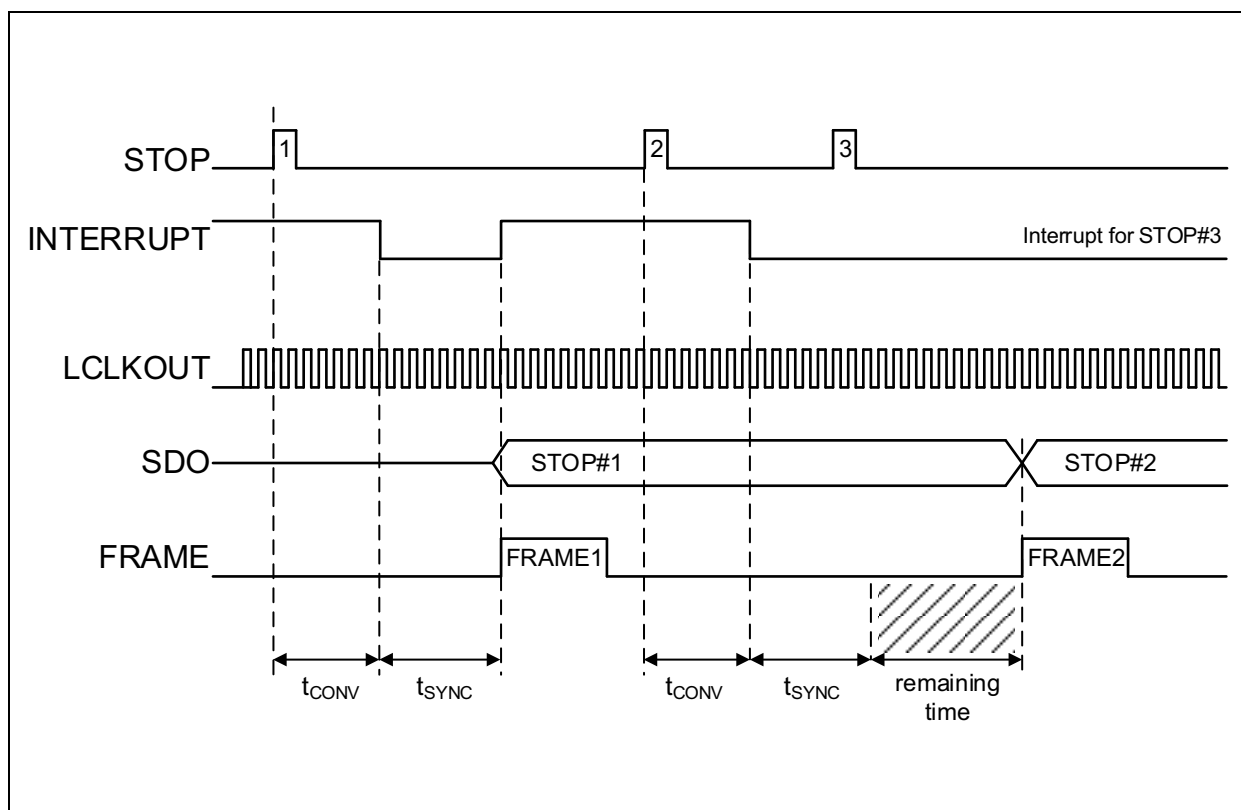 STOP
1
2
3
INTERRUPT
Interrupt for STOP#3
LCLKOUT
SDO
STOP#1
STOP#2
FRAME
FRAME1
FRAME2
tCONV
tSYNC
tCONV
tSYNC
remaining
time